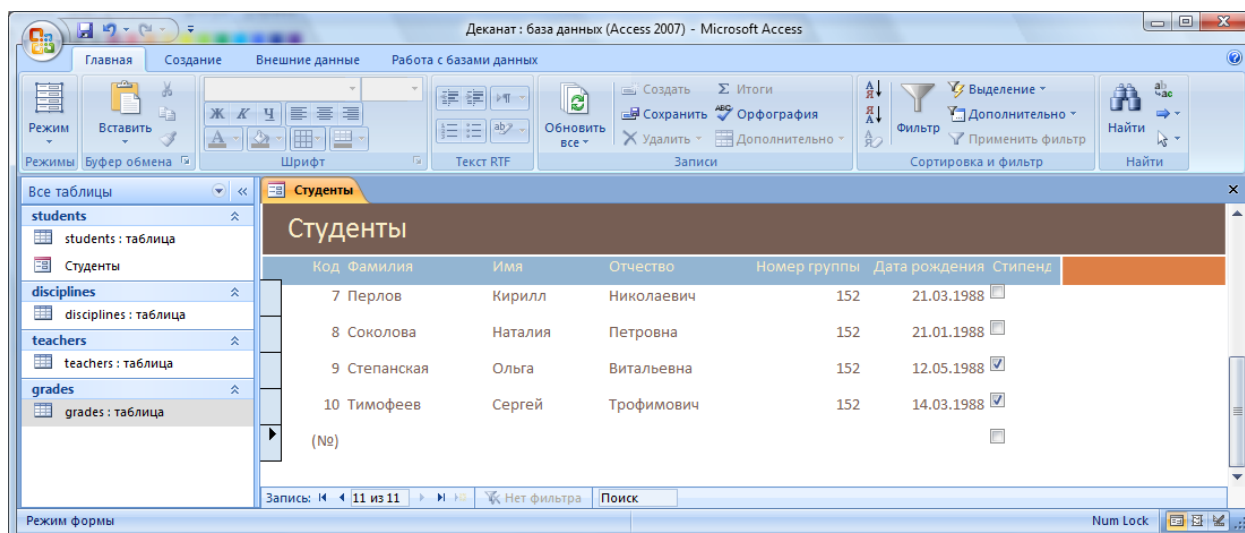 Деканат : база данных (Access 2007) - Microsoft Access
Главная Создание Внешние данные Работа с базами данных
Режим Вставить Ж К Ч Обновить все Создать Сохранить Удалить Итоги Орфография Дополнительно Фильтр Выделение Дополнительно Применить фильтр Найти
Режимы Буфер обмена Шрифт Текст RTF Записи Сортировка и фильтр Найти
Все таблицы
students
students : таблица
Студенты
disciplines
disciplines : таблица
teachers
teachers : таблица
grades
grades : таблица
Студенты
Студенты
Код Фамилия Имя Отчество Номер группы Дата рождения Стипенд
7 Перлов Кирилл Николаевич 152 21.03.1988
8 Соколова Наталия Петровна 152 21.01.1988
9 Степанская Ольга Витальевна 152 12.05.1988
10 Тимофеев Сергей Трофимович 152 14.03.1988
(№)
Запись: 11 из 11 Нет фильтра Поиск
Режим формы Num Lock